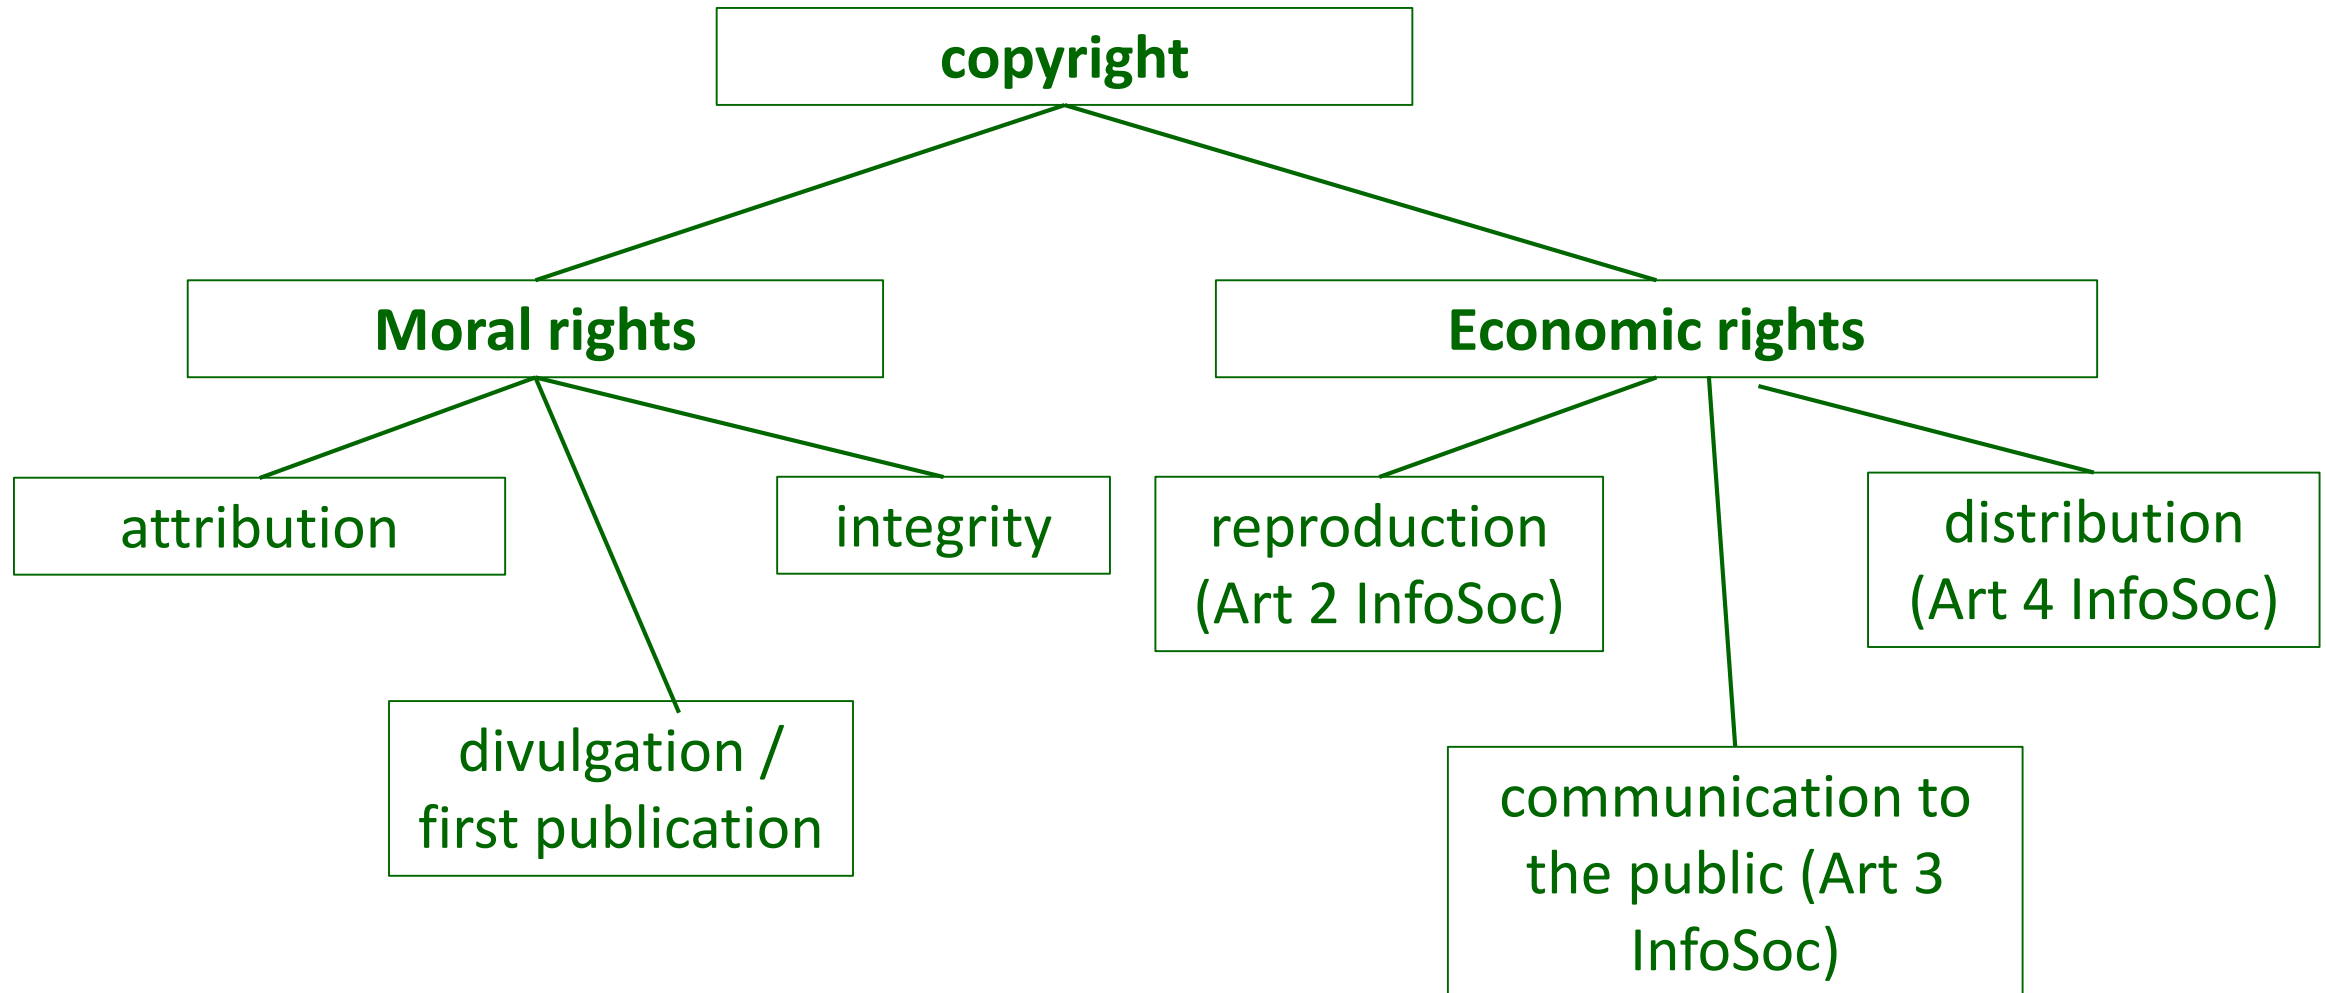 copyright
Moral rights
Economic rights
attribution
integrity
reproduction
(Art 2 InfoSoc)
distribution
(Art 4 InfoSoc)
divulgation /
first publication
communication to
the public (Art 3
InfoSoc)